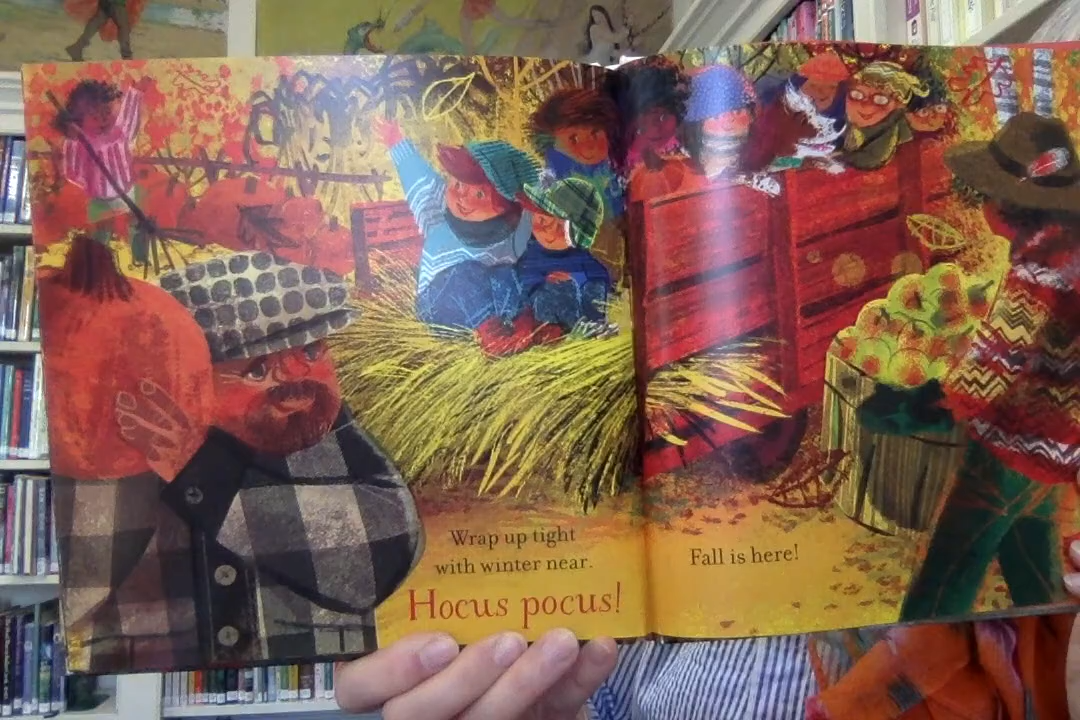 Wrap up tight
with winter near.
Hocus pocus!
Fall is here!